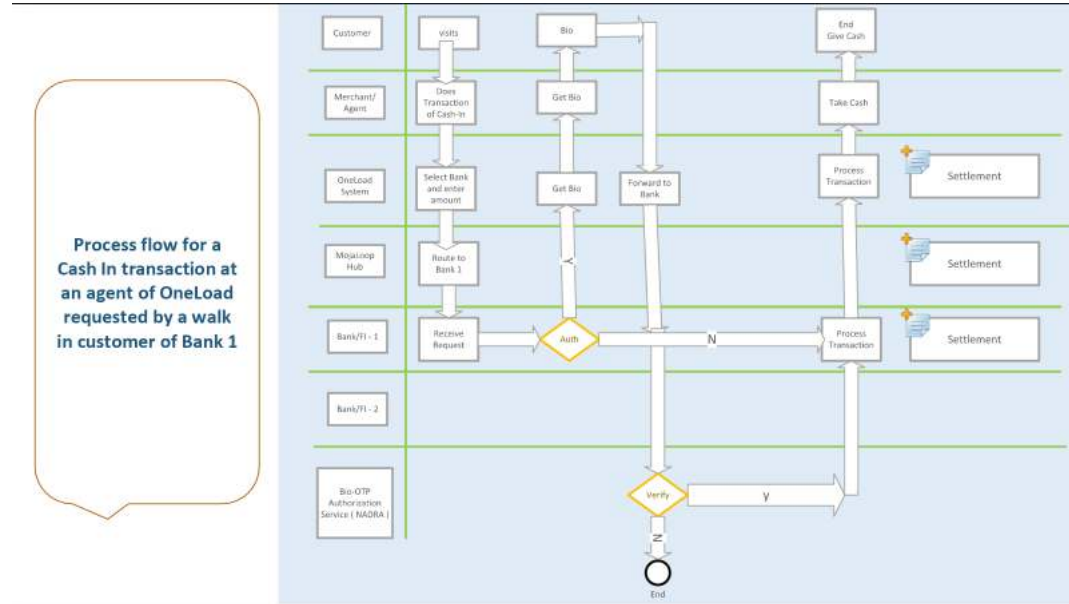 Process flow for a
Cash In transaction at
an agent of OneLoad
requested by a walk
in customer of Bank 1
Customer
visits
Bio
End
Give Cash
Merchant/
Agent
Does
Transaction
of Cash-In
Get Bio
Take Cash
OneLoad
System
Select Bank
and enter
amount
Get Bio
Forward to
Bank
Process
Transaction
Settlement
MojaLoop
Hub
Route to
Bank 1
Y
Settlement
Bank/FI - 1
Receive
Request
Auth
N
Process
Transaction
Settlement
Bank/FI - 2
Bio-OTP
Authorization
Service ( NADRA )
Verify
y
N
End